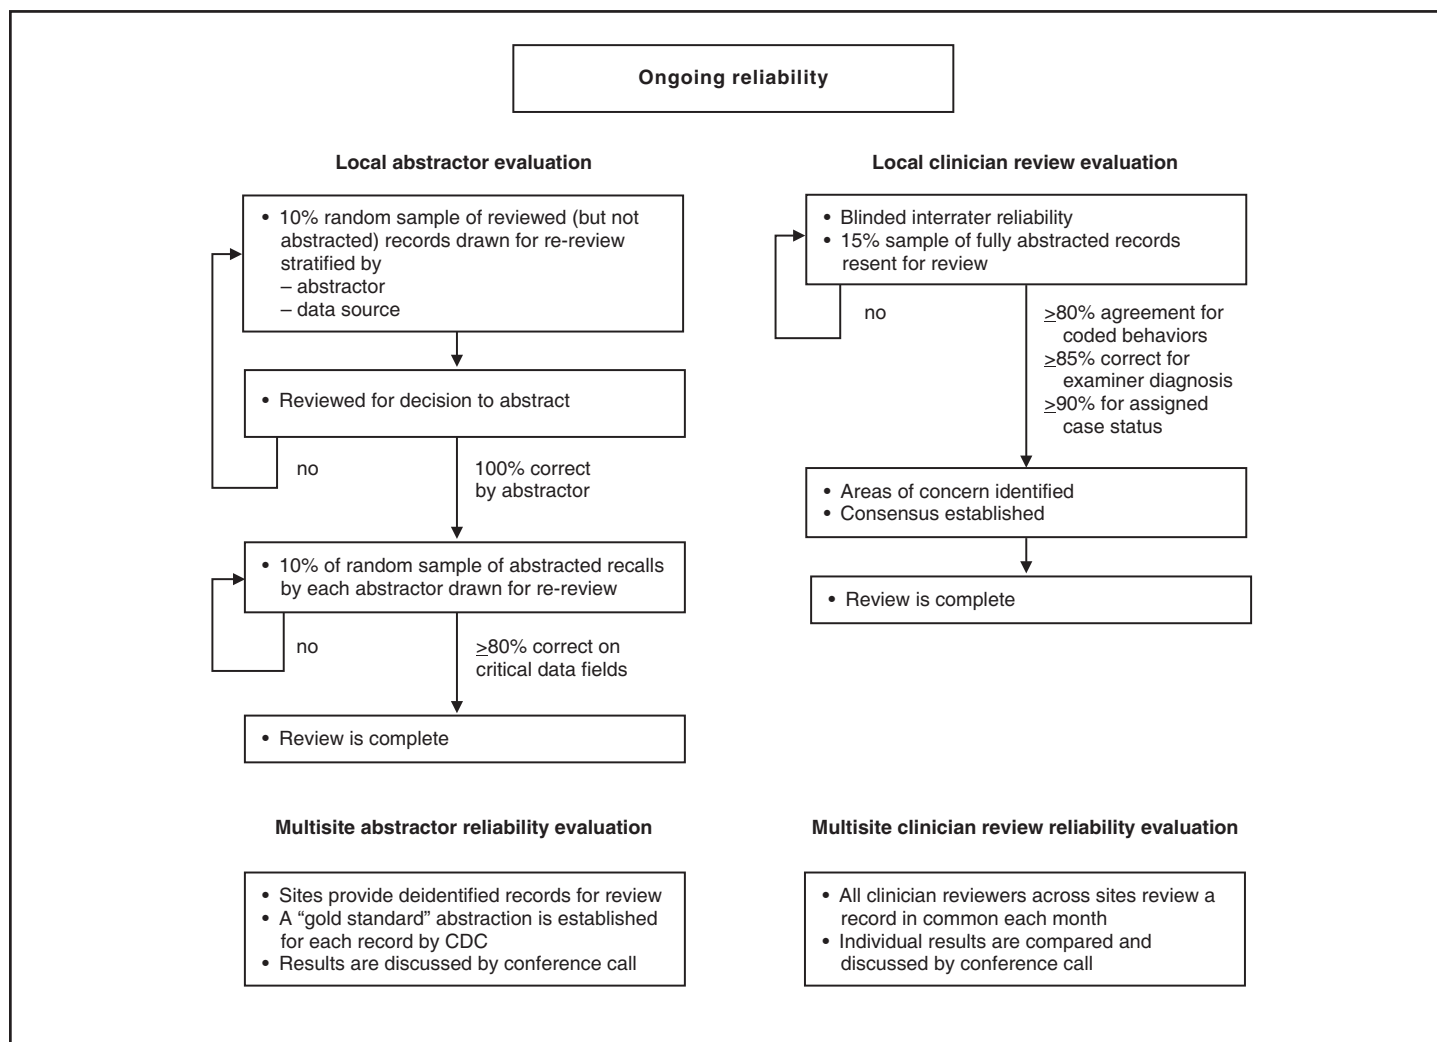 Ongoing reliability
Local abstractor evaluation
• 10% random sample of reviewed (but not
abstracted) records drawn for re-review
stratified by
– abstractor
– data source
• Reviewed for decision to abstract
no
100% correct
by abstractor
• 10% of random sample of abstracted recalls
by each abstractor drawn for re-review
no
≥80% correct on
critical data fields
• Review is complete
Local clinician review evaluation
• Blinded interrater reliability
• 15% sample of fully abstracted records
resent for review
no
≥80% agreement for
coded behaviors
≥85% correct for
examiner diagnosis
≥90% for assigned
case status
• Areas of concern identified
• Consensus established
• Review is complete
Multisite abstractor reliability evaluation
• Sites provide deidentified records for review
• A “gold standard” abstraction is established
for each record by CDC
• Results are discussed by conference call
Multisite clinician review reliability evaluation
• All clinician reviewers across sites review a
record in common each month
• Individual results are compared and
discussed by conference call